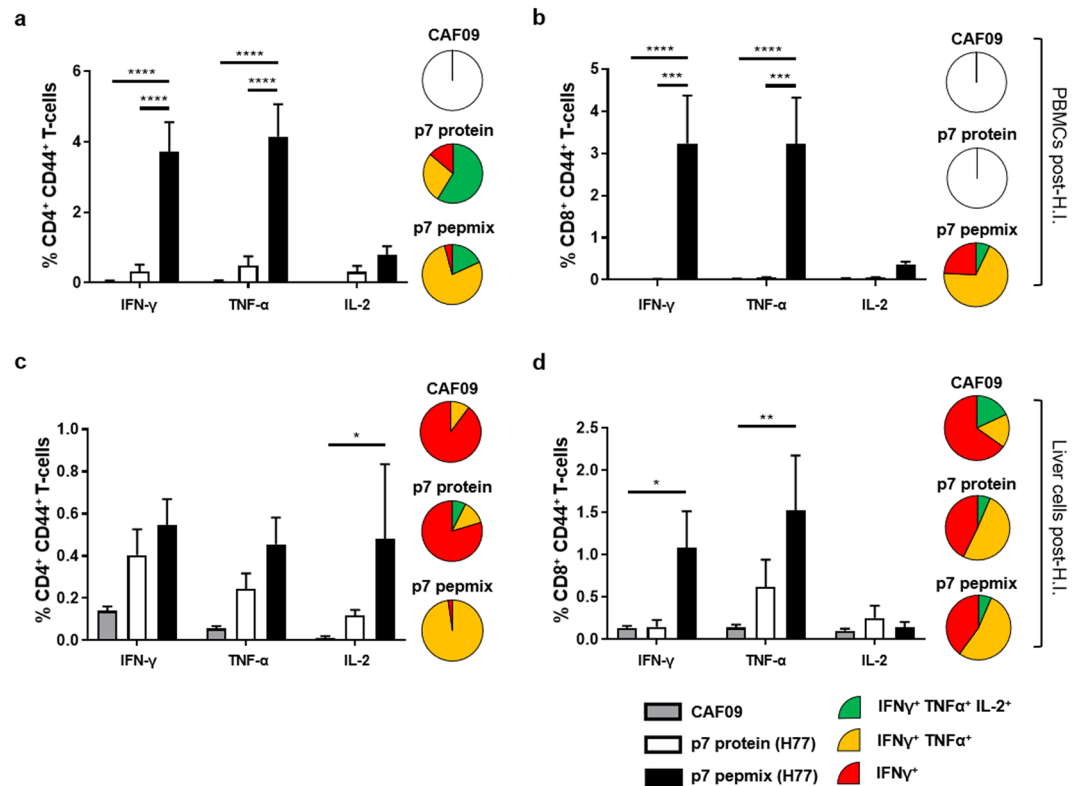 a
% CD4⁺ CD44⁺ T-cells
6
4
2
0
****
****
****
****
IFN-γ TNF-α IL-2
CAF09
p7 protein
p7 pepmix
b
% CD8⁺ CD44⁺ T-cells
5
4
3
2
1
0
****
***
****
***
IFN-γ TNF-α IL-2
CAF09
p7 protein
p7 pepmix
PBMCs post-H.I.
c
% CD4⁺ CD44⁺ T-cells
1.0
0.8
0.6
0.4
0.2
0.0
*
IFN-γ TNF-α IL-2
CAF09
p7 protein
p7 pepmix
d
% CD8⁺ CD44⁺ T-cells
2.5
2.0
1.5
1.0
0.5
0.0
*
**
IFN-γ TNF-α IL-2
CAF09
p7 protein
p7 pepmix
Liver cells post-H.I.
CAF09
p7 protein (H77)
p7 pepmix (H77)
IFNγ⁺ TNFα⁺ IL-2⁺
IFNγ⁺ TNFα⁺
IFNγ⁺